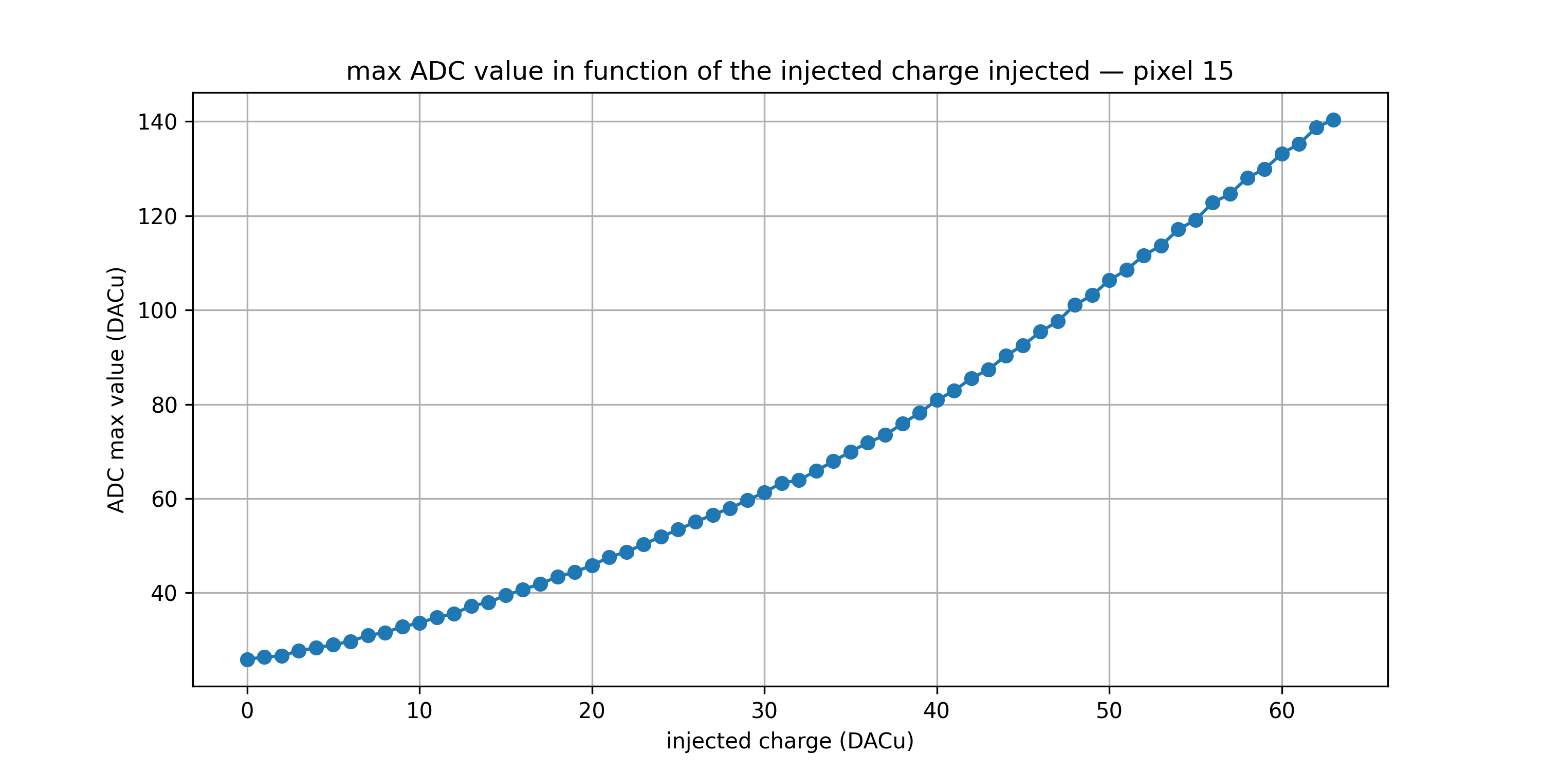 max ADC value in function of the injected charge injected — pixel 15
140
120
100
80
60
40
ADC max value (DACu)
0 10 20 30 40 50 60
injected charge (DACu)